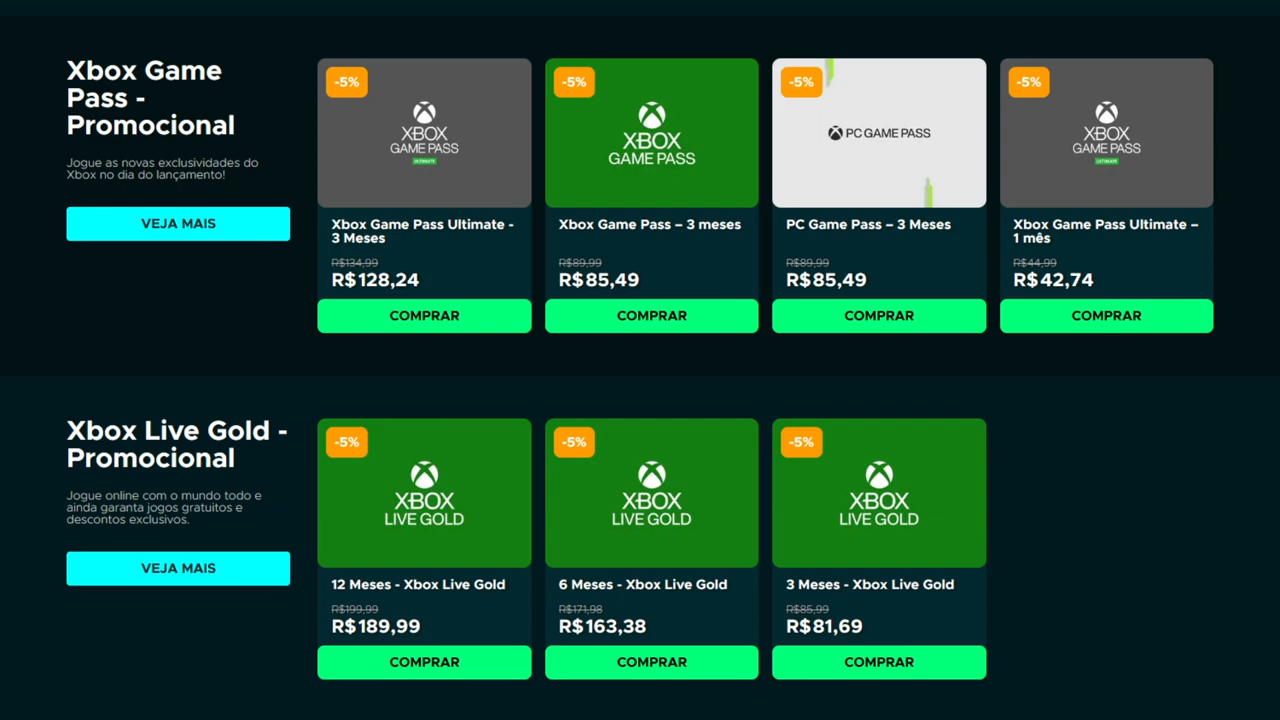 Xbox Game
Pass -
Promocional
Jogue as novas exclusividades do
Xbox no dia do lançamento!
VEJA MAIS
-5%
XBOX
GAME PASS
ULTIMATE
Xbox Game Pass Ultimate -
3 Meses
R$134,99
R$128,24
COMPRAR
-5%
XBOX
GAME PASS
Xbox Game Pass – 3 meses
R$89,99
R$85,49
COMPRAR
-5%
PC GAME PASS
PC Game Pass – 3 Meses
R$89,99
R$85,49
COMPRAR
-5%
XBOX
GAME PASS
ULTIMATE
Xbox Game Pass Ultimate –
1 mês
R$44,99
R$42,74
COMPRAR
Xbox Live Gold -
Promocional
Jogue online com o mundo todo e
ainda garanta jogos gratuitos e
descontos exclusivos.
VEJA MAIS
-5%
XBOX
LIVE GOLD
12 Meses - Xbox Live Gold
R$199,99
R$189,99
COMPRAR
-5%
XBOX
LIVE GOLD
6 Meses - Xbox Live Gold
R$171,98
R$163,38
COMPRAR
-5%
XBOX
LIVE GOLD
3 Meses - Xbox Live Gold
R$85,99
R$81,69
COMPRAR